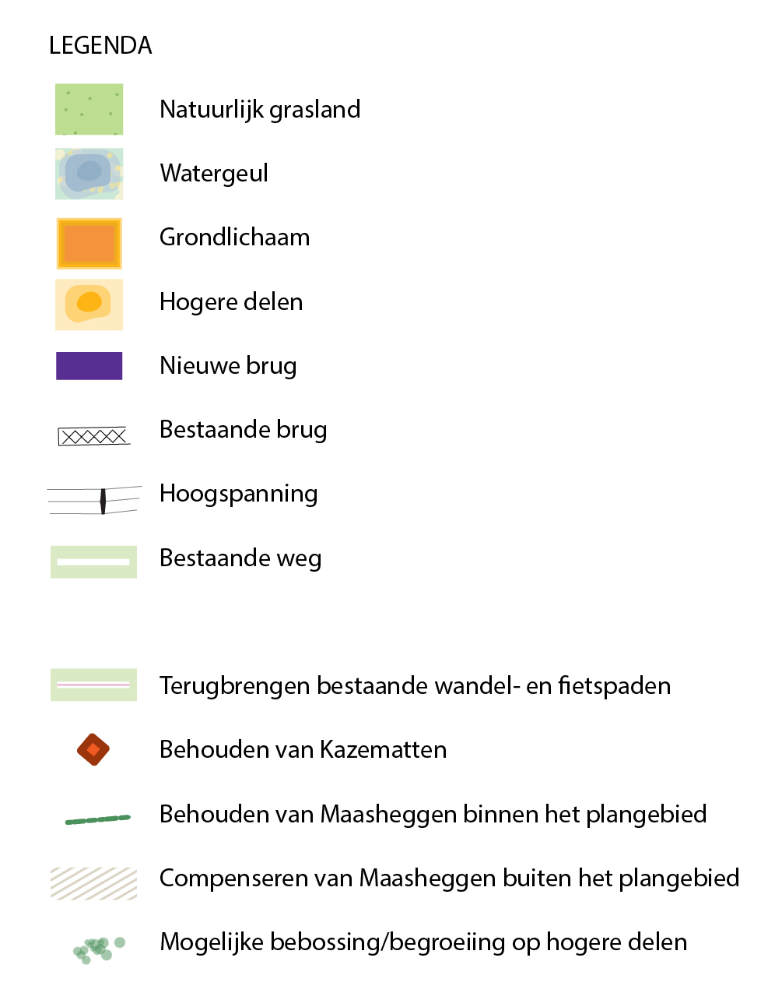 LEGENDA
Natuurlijk grasland
Watergeul
Grondlichaam
Hogere delen
Nieuwe brug
Bestaande brug
Hoogspanning
Bestaande weg
Terugbrengen bestaande wandel- en fietspaden
Behouden van Kazematten
Behouden van Maasheggen binnen het plangebied
Compenseren van Maasheggen buiten het plangebied
Mogelijke bebossing/begroeiing op hogere delen